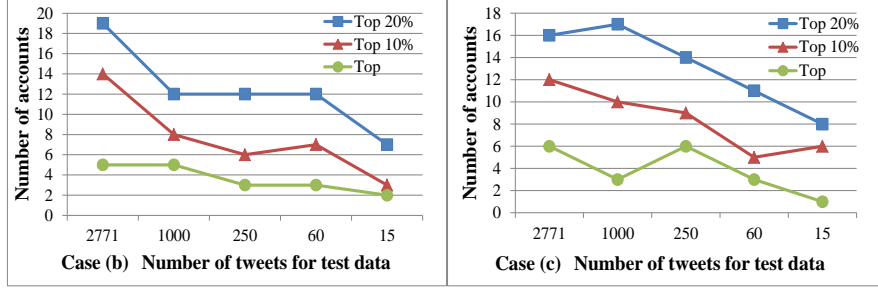 20
18
16
14
12
10
8
6
4
2
0
Number of accounts
Top 20%
Top 10%
Top
2771 1000 250 60 15
Case (b) Number of tweets for test data
18
16
14
12
10
8
6
4
2
0
Number of accounts
Top 20%
Top 10%
Top
2771 1000 250 60 15
Case (c) Number of tweets for test data